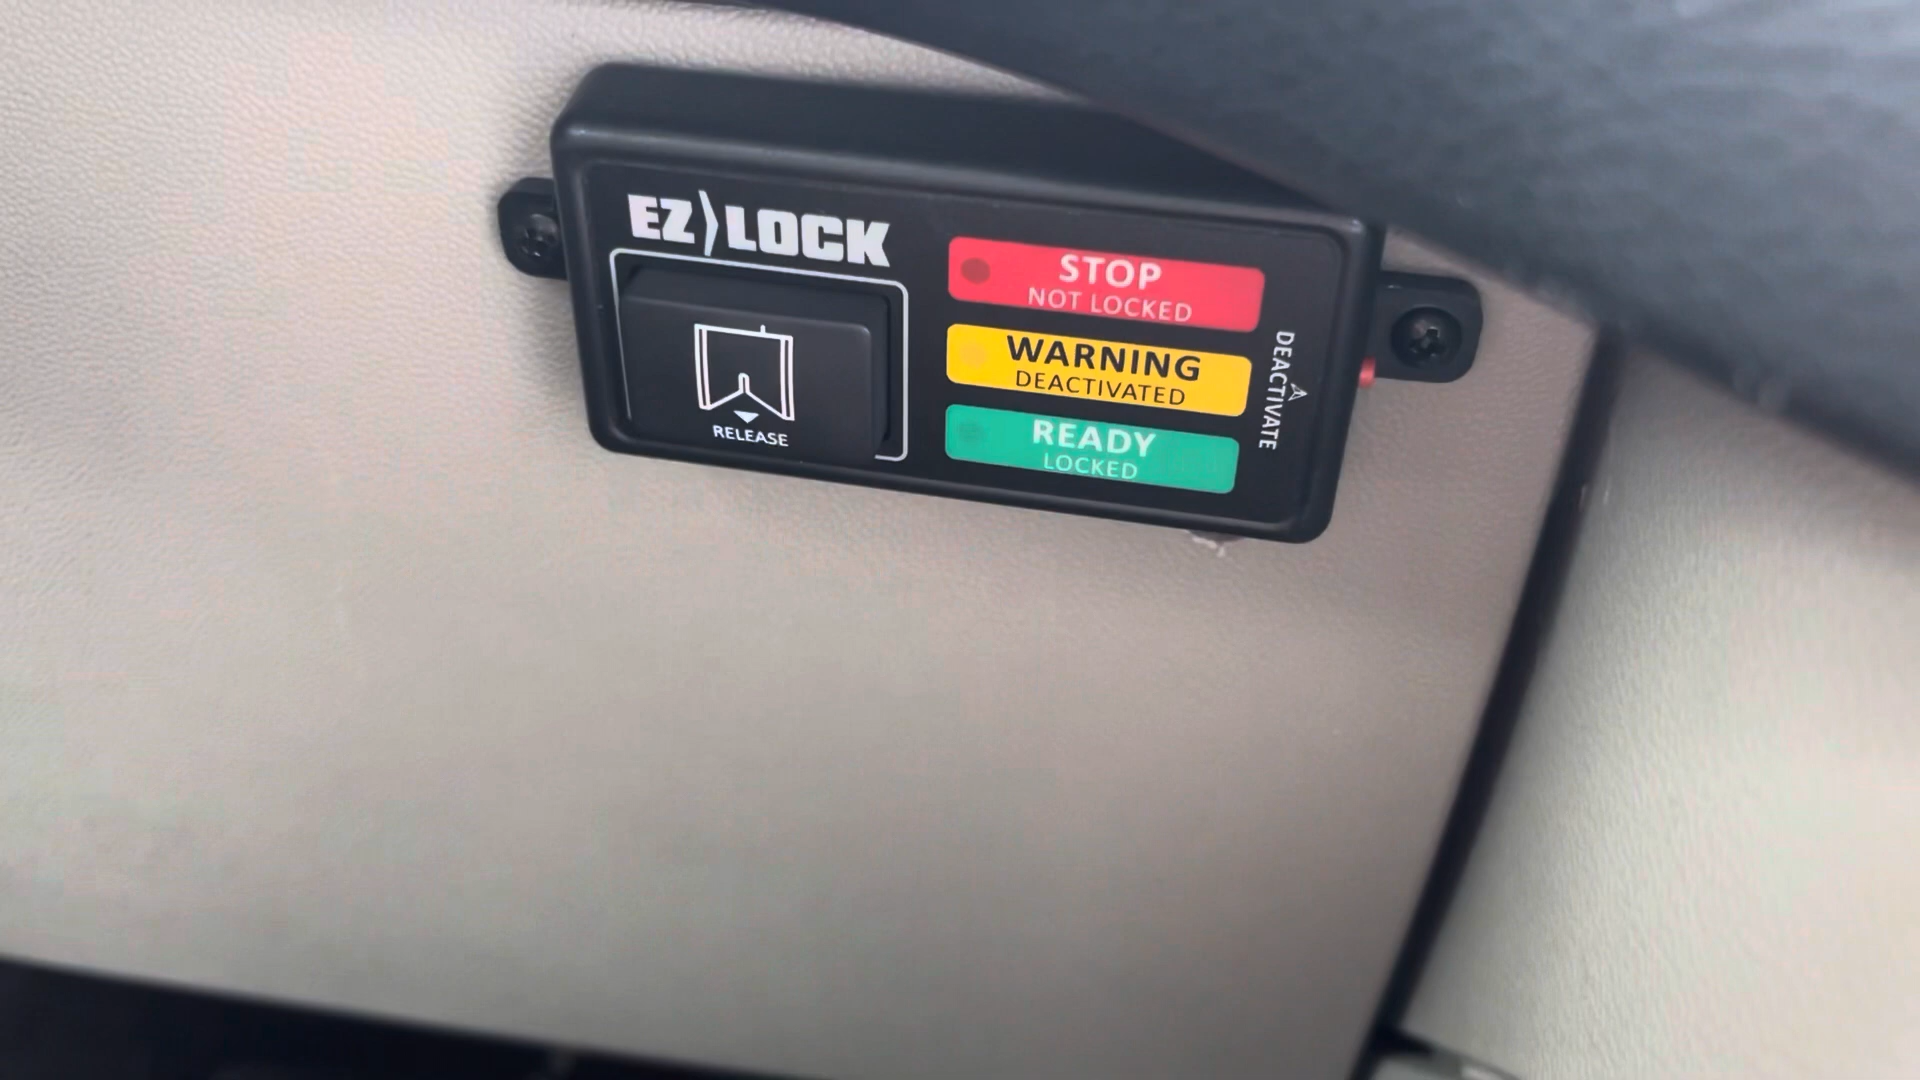 EZ LOCK
RELEASE
STOP
NOT LOCKED
WARNING
DEACTIVATED
READY
LOCKED
DEACTIVATE